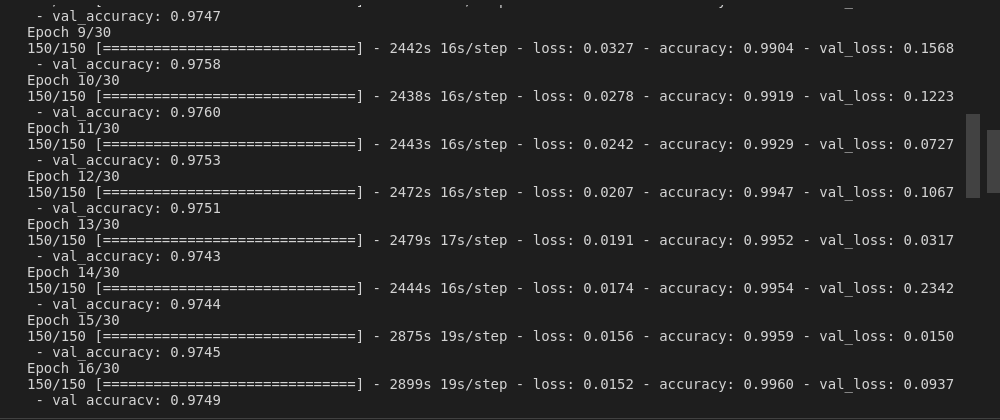 - val_accuracy: 0.9747
Epoch 9/30
150/150 [==============================] - 2442s 16s/step - loss: 0.0327 - accuracy: 0.9904 - val_loss: 0.1568
- val_accuracy: 0.9758
Epoch 10/30
150/150 [==============================] - 2438s 16s/step - loss: 0.0278 - accuracy: 0.9919 - val_loss: 0.1223
- val_accuracy: 0.9760
Epoch 11/30
150/150 [==============================] - 2443s 16s/step - loss: 0.0242 - accuracy: 0.9929 - val_loss: 0.0727
- val_accuracy: 0.9753
Epoch 12/30
150/150 [==============================] - 2472s 16s/step - loss: 0.0207 - accuracy: 0.9947 - val_loss: 0.1067
- val_accuracy: 0.9751
Epoch 13/30
150/150 [==============================] - 2479s 17s/step - loss: 0.0191 - accuracy: 0.9952 - val_loss: 0.0317
- val_accuracy: 0.9743
Epoch 14/30
150/150 [==============================] - 2444s 16s/step - loss: 0.0174 - accuracy: 0.9954 - val_loss: 0.2342
- val_accuracy: 0.9744
Epoch 15/30
150/150 [==============================] - 2875s 19s/step - loss: 0.0156 - accuracy: 0.9959 - val_loss: 0.0150
- val_accuracy: 0.9745
Epoch 16/30
150/150 [==============================] - 2899s 19s/step - loss: 0.0152 - accuracy: 0.9960 - val_loss: 0.0937
- val_accuracy: 0.9749